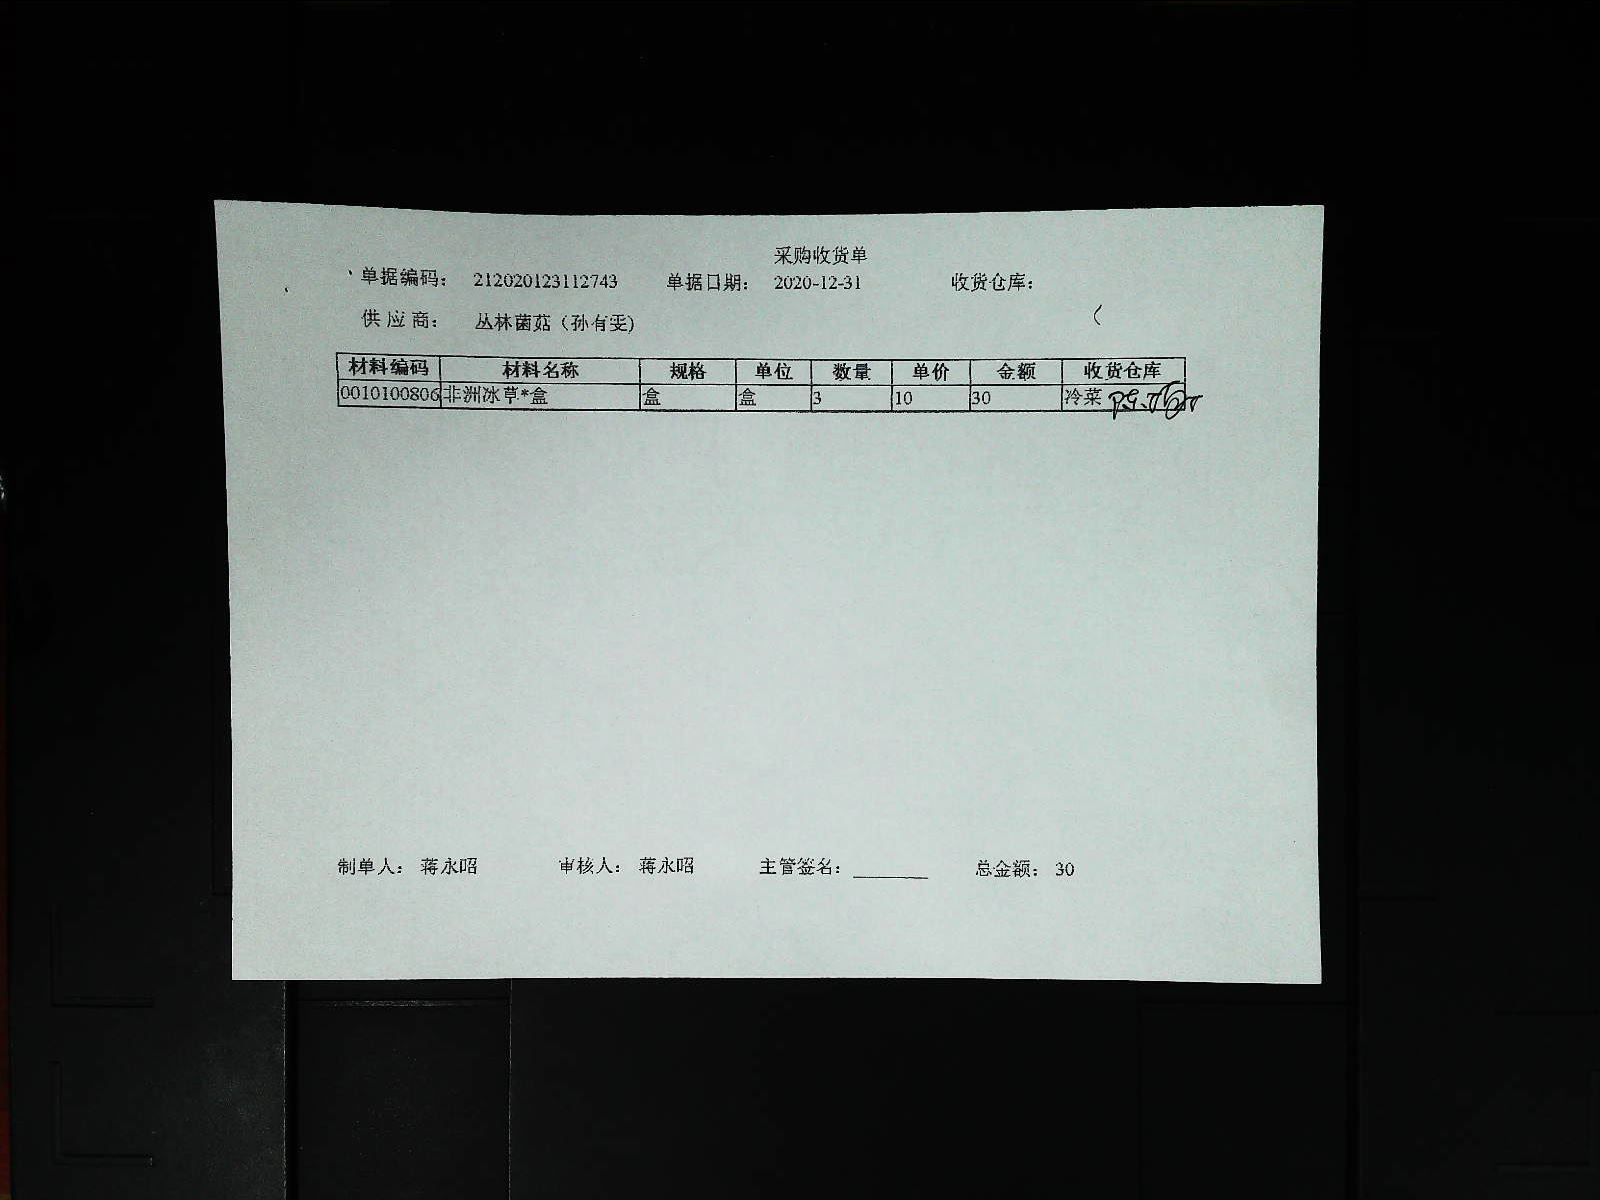 采购收货单
单据编码： 212020123112743 单据日期： 2020-12-31 收货仓库：
供 应 商： 丛林菌菇（孙有雯)
材料编码 材料名称 规格 单位 数量 单价 金额 收货仓库
0010100806 非洲冰草*盒 盒 盒 3 10 30 冷菜
制单人： 蒋永昭 审核人： 蒋永昭 主管签名： 总金额： 30